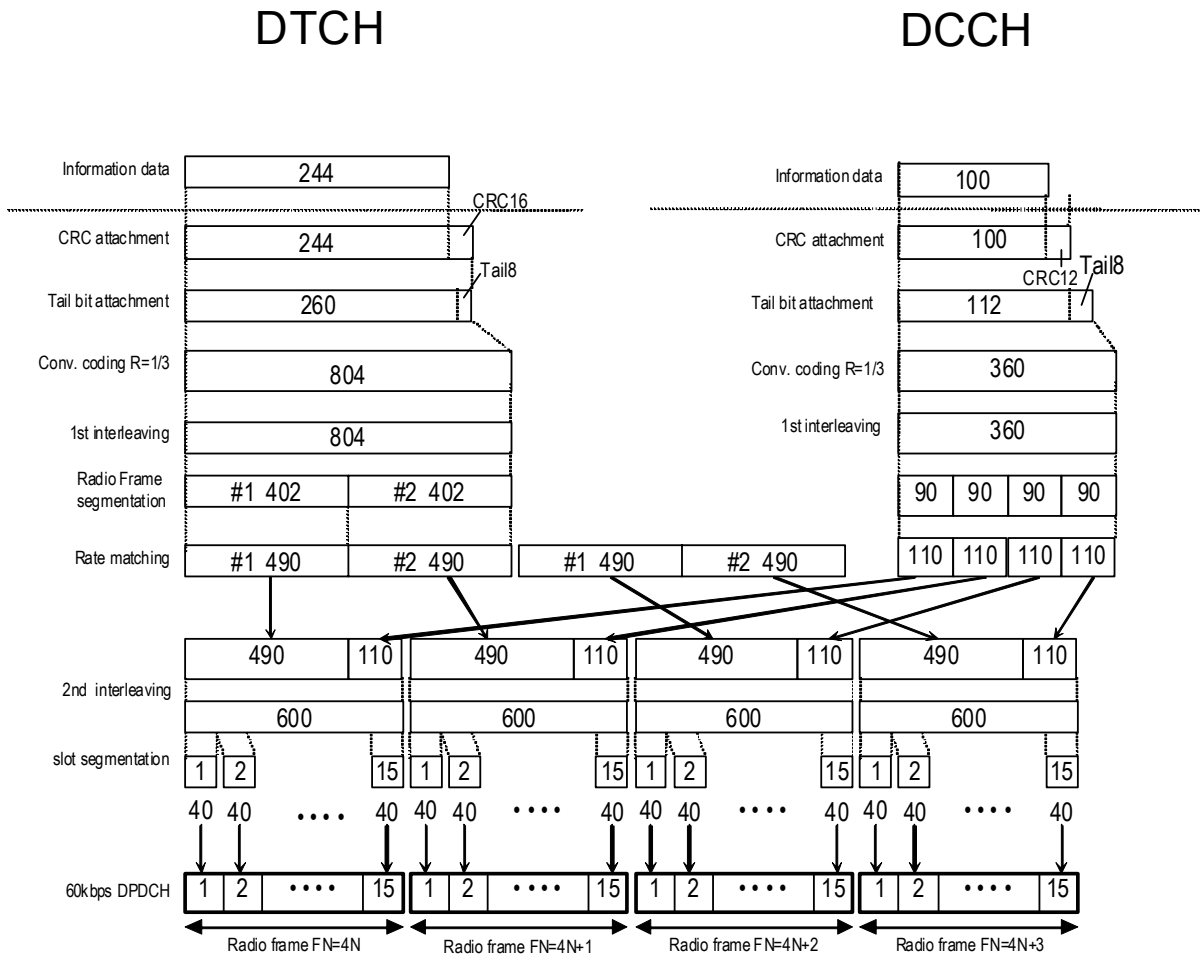 DTCH DCCH
Information data 244 Information data 100
CRC16
CRC attachment 244 CRC attachment 100
Tail8 CRC12 Tail8
Tail bit attachment 260 Tail bit attachment 112
Conv. coding R=1/3 804 Conv. coding R=1/3 360
1st interleaving 804 1st interleaving 360
Radio Frame
segmentation #1 402 #2 402 90 90 90 90
Rate matching #1 490 #2 490 #1 490 #2 490 110 110 110 110
490 110 490 110 490 110 490 110
2nd interleaving
600 600 600 600
slot segmentation 1 2 15 1 2 15 1 2 15 1 2 15
40 40 •••• 40 40 40 •••• 40 40 40 •••• 40 40 40 •••• 40
60kbps DPDCH 1 2 •••• 15 1 2 •••• 15 1 2 •••• 15 1 2 •••• 15
Radio frame FN=4N Radio frame FN=4N+1 Radio frame FN=4N+2 Radio frame FN=4N+3